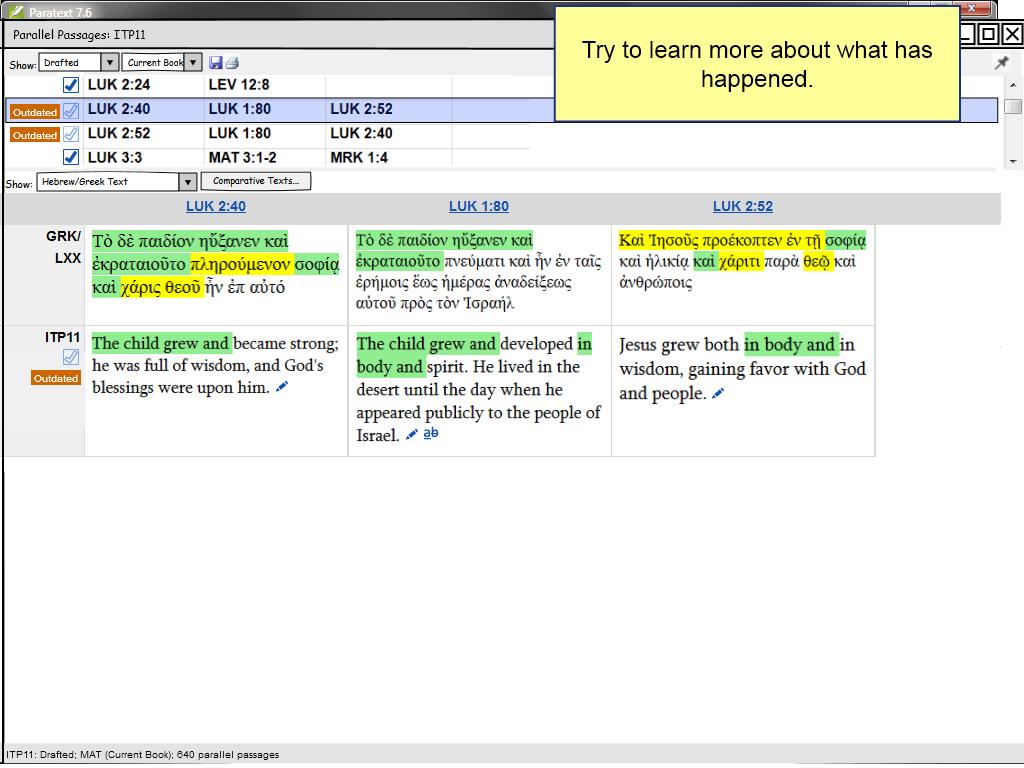 Paratext 7.6
Parallel Passages: ITP11
Try to learn more about what has
happened.
Show: Drafted Current Book
LUK 2:24 LEV 12:8
Outdated LUK 2:40 LUK 1:80 LUK 2:52
Outdated LUK 2:52 LUK 1:80 LUK 2:40
LUK 3:3 MAT 3:1-2 MRK 1:4
Show: Hebrew/Greek Text Comparative Texts...
LUK 2:40 LUK 1:80 LUK 2:52
GRK/
LXX
Τὸ δὲ παιδίον ηὔξανεν καὶ
ἐκραταιοῦτο πληρούμενον σοφίᾳ
καὶ χάρις θεοῦ ἦν ἐπ αὐτό
Τὸ δὲ παιδίον ηὔξανεν καὶ
ἐκραταιοῦτο πνεύματι καὶ ἦν ἐν ταῖς
ἐρήμοις ἕως ἡμέρας ἀναδείξεως
αὐτοῦ πρὸς τὸν Ἰσραήλ
Καὶ Ἰησοῦς προέκοπτεν ἐν τῇ σοφίᾳ
καὶ ἡλικίᾳ καὶ χάριτι παρὰ θεῷ καὶ
ἀνθρώποις
ITP11
Outdated
The child grew and became strong;
he was full of wisdom, and God's
blessings were upon him.
The child grew and developed in
body and spirit. He lived in the
desert until the day when he
appeared publicly to the people of
Israel. ab
Jesus grew both in body and in
wisdom, gaining favor with God
and people.
ITP11: Drafted; MAT (Current Book); 640 parallel passages